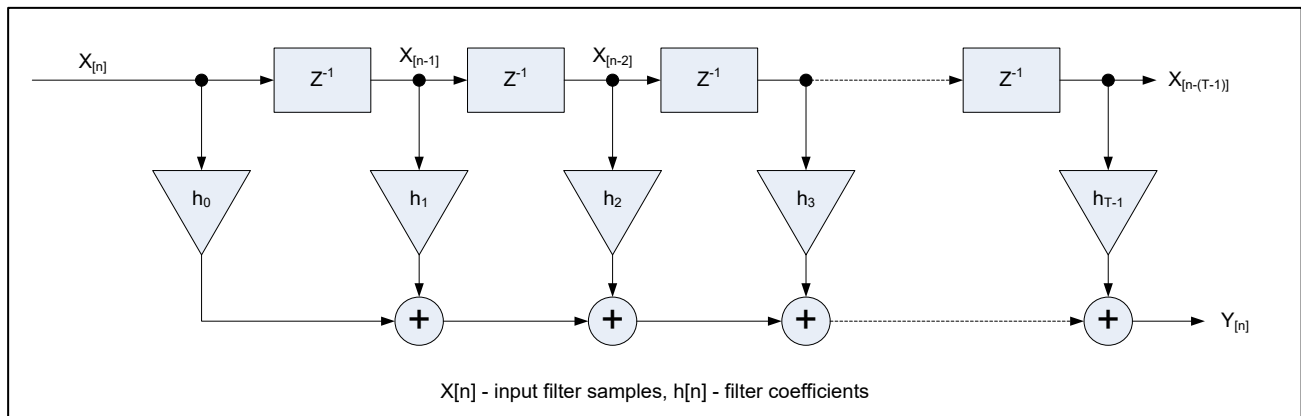 X[n]
X[n-1]
X[n-2]
X[n-(T-1)]
Z-1
Z-1
Z-1
Z-1
h0
h1
h2
h3
hT-1
+
+
+
+
Y[n]
X[n] - input filter samples, h[n] - filter coefficients